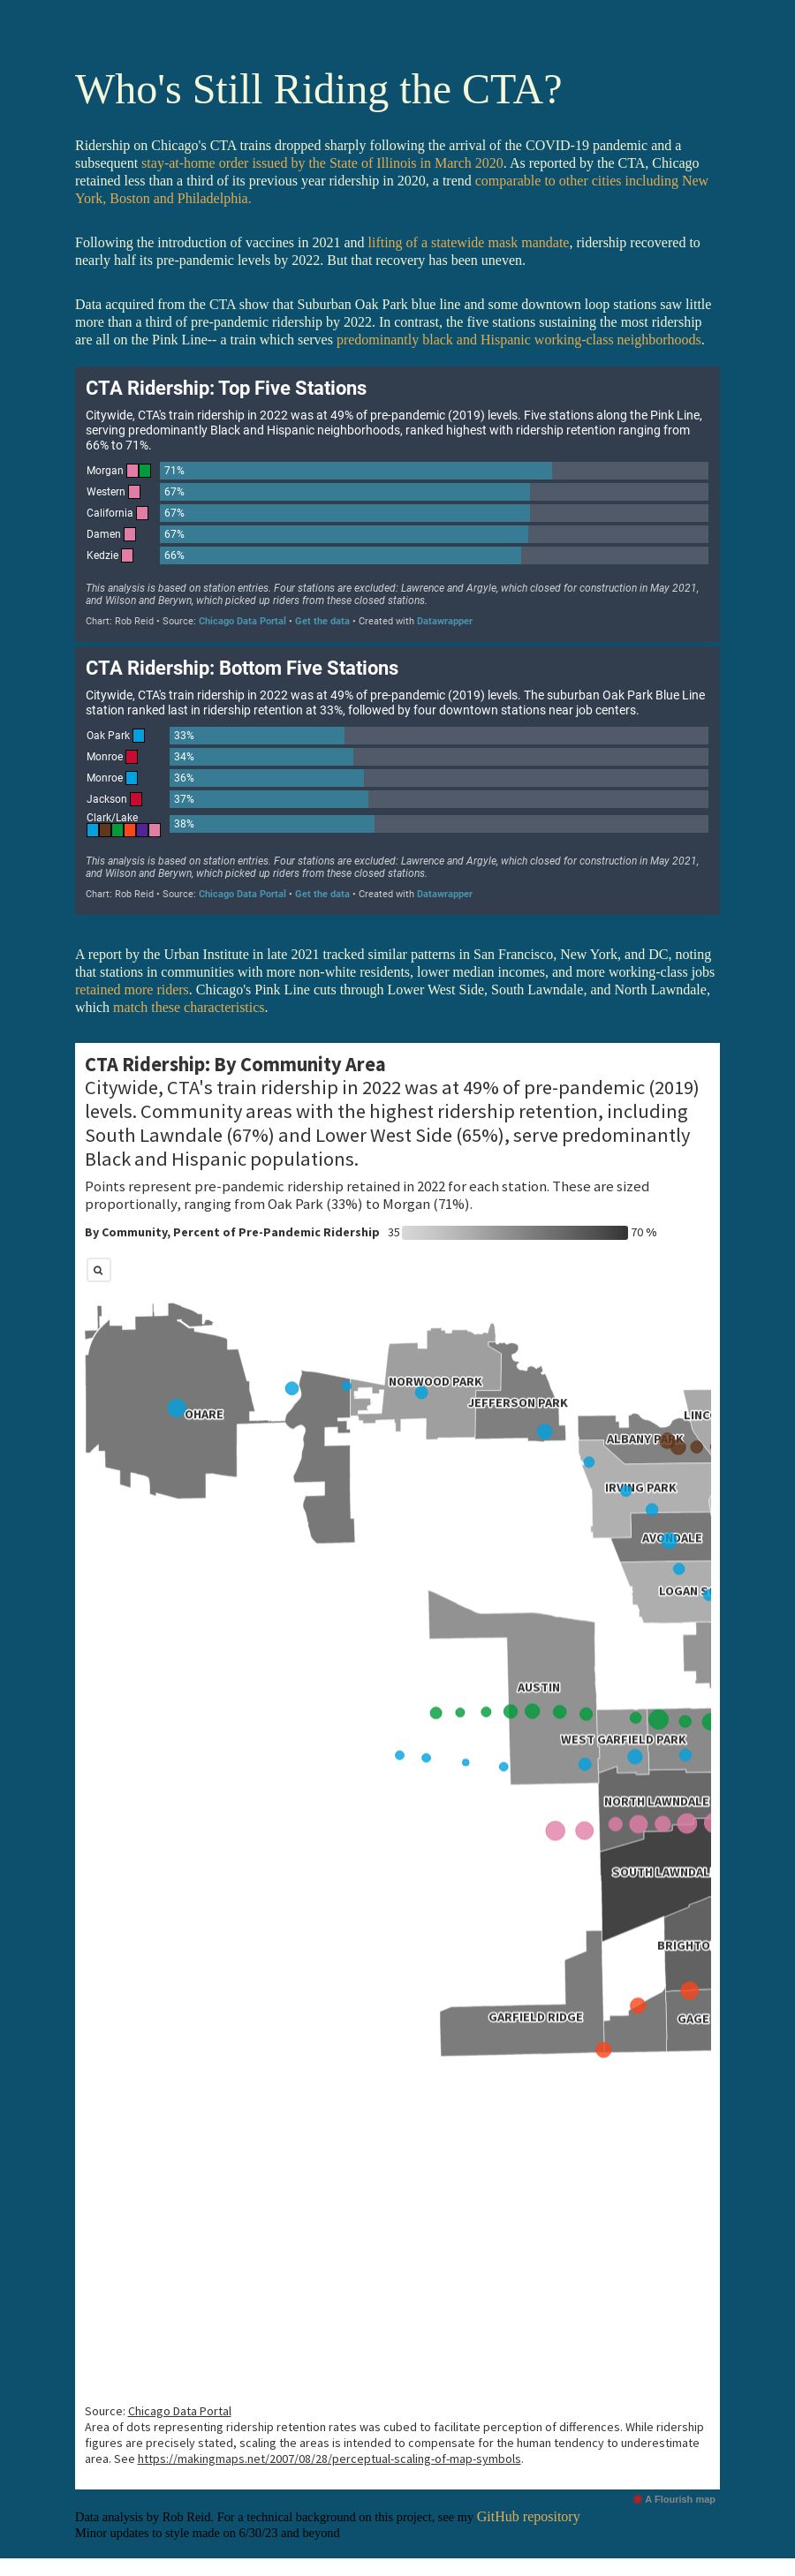 Who's Still Riding the CTA?
Ridership on Chicago's CTA trains dropped sharply following the arrival of the COVID-19 pandemic and a
subsequent stay-at-home order issued by the State of Illinois in March 2020. As reported by the CTA, Chicago
retained less than a third of its previous year ridership in 2020, a trend comparable to other cities including New
York, Boston and Philadelphia.
Following the introduction of vaccines in 2021 and lifting of a statewide mask mandate, ridership recovered to
nearly half its pre-pandemic levels by 2022. But that recovery has been uneven.
Data acquired from the CTA show that Suburban Oak Park blue line and some downtown loop stations saw little
more than a third of pre-pandemic ridership by 2022. In contrast, the five stations sustaining the most ridership
are all on the Pink Line-- a train which serves predominantly black and Hispanic working-class neighborhoods.
CTA Ridership: Top Five Stations
Citywide, CTA's train ridership in 2022 was at 49% of pre-pandemic (2019) levels. Five stations along the Pink Line,
serving predominantly Black and Hispanic neighborhoods, ranked highest with ridership retention ranging from
66% to 71%.
Morgan 71%
Western 67%
California 67%
Damen 67%
Kedzie 66%
This analysis is based on station entries. Four stations are excluded: Lawrence and Argyle, which closed for construction in May 2021,
and Wilson and Berywn, which picked up riders from these closed stations.
Chart: Rob Reid • Source: Chicago Data Portal • Get the data • Created with Datawrapper
CTA Ridership: Bottom Five Stations
Citywide, CTA's train ridership in 2022 was at 49% of pre-pandemic (2019) levels. The suburban Oak Park Blue Line
station ranked last in ridership retention at 33%, followed by four downtown stations near job centers.
Oak Park 33%
Monroe 34%
Monroe 36%
Jackson 37%
Clark/Lake 38%
This analysis is based on station entries. Four stations are excluded: Lawrence and Argyle, which closed for construction in May 2021,
and Wilson and Berywn, which picked up riders from these closed stations.
Chart: Rob Reid • Source: Chicago Data Portal • Get the data • Created with Datawrapper
A report by the Urban Institute in late 2021 tracked similar patterns in San Francisco, New York, and DC, noting
that stations in communities with more non-white residents, lower median incomes, and more working-class jobs
retained more riders. Chicago's Pink Line cuts through Lower West Side, South Lawndale, and North Lawndale,
which match these characteristics.
CTA Ridership: By Community Area
Citywide, CTA's train ridership in 2022 was at 49% of pre-pandemic (2019)
levels. Community areas with the highest ridership retention, including
South Lawndale (67%) and Lower West Side (65%), serve predominantly
Black and Hispanic populations.
Points represent pre-pandemic ridership retained in 2022 for each station. These are sized
proportionally, ranging from Oak Park (33%) to Morgan (71%).
By Community, Percent of Pre-Pandemic Ridership 35 70 %
NORWOOD PARK
JEFFERSON PARK
OHARE
LINC
ALBANY PARK
IRVING PARK
AVONDALE
LOGAN S
AUSTIN
WEST GARFIELD PARK
NORTH LAWNDALE
SOUTH LAWNDAL
BRIGHTO
GARFIELD RIDGE
GAGE
Source: Chicago Data Portal
Area of dots representing ridership retention rates was cubed to facilitate perception of differences. While ridership
figures are precisely stated, scaling the areas is intended to compensate for the human tendency to underestimate
area. See https://makingmaps.net/2007/08/28/perceptual-scaling-of-map-symbols.
A Flourish map
Data analysis by Rob Reid. For a technical background on this project, see my GitHub repository
Minor updates to style made on 6/30/23 and beyond